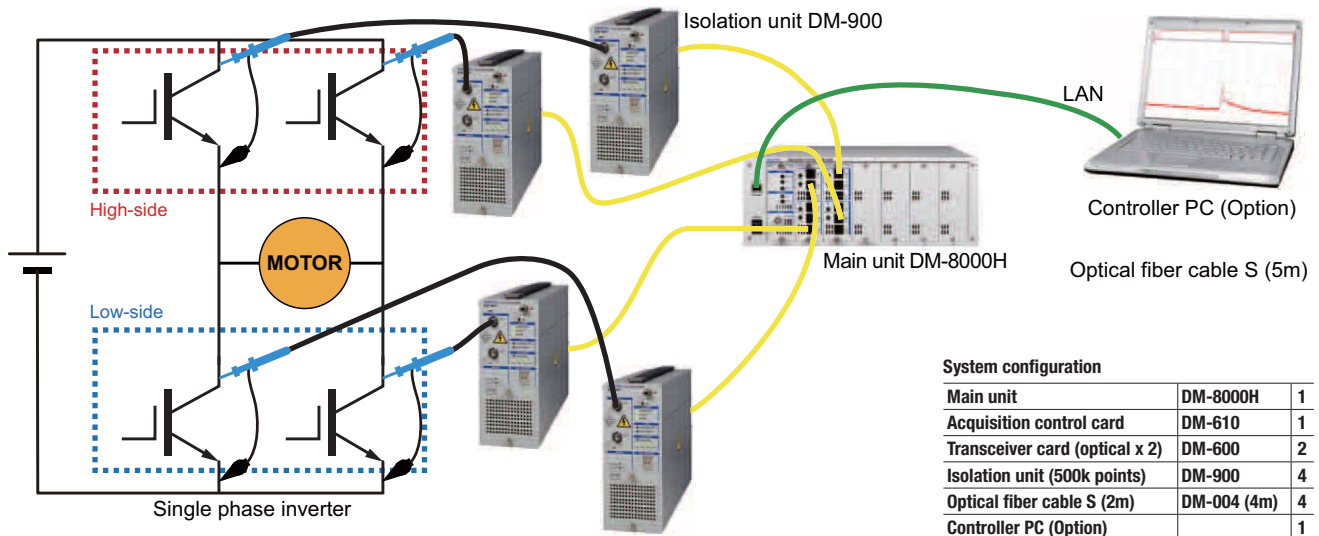 Isolation unit DM-900
LAN
High-side
Controller PC (Option)
MOTOR
Main unit DM-8000H
Optical fiber cable S (5m)
Low-side
System configuration
Main unit DM-8000H 1
Acquisition control card DM-610 1
Transceiver card (optical x 2) DM-600 2
Isolation unit (500k points) DM-900 4
Optical fiber cable S (2m) DM-004 (4m) 4
Controller PC (Option) 1
Single phase inverter